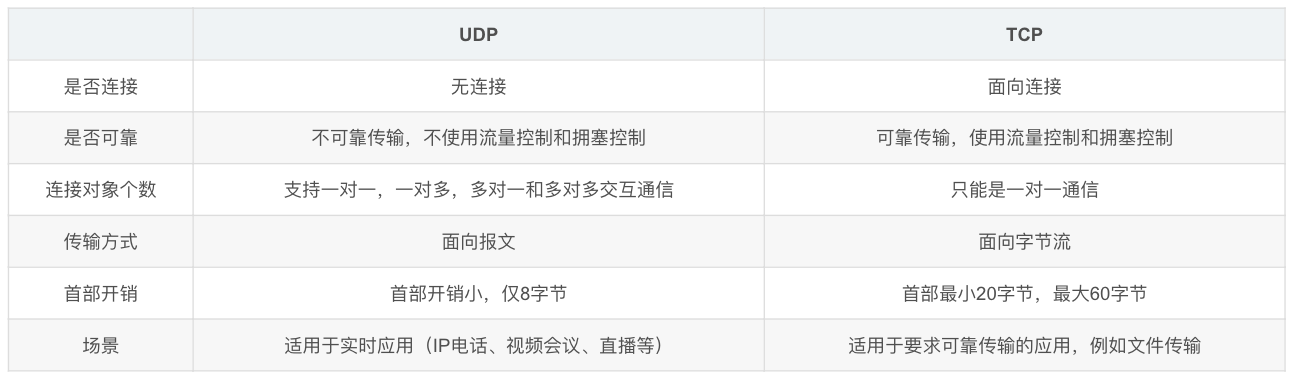 UDP TCP
是否连接 无连接 面向连接
是否可靠 不可靠传输，不使用流量控制和拥塞控制 可靠传输，使用流量控制和拥塞控制
连接对象个数 支持一对一，一对多，多对一和多对多交互通信 只能是一对一通信
传输方式 面向报文 面向字节流
首部开销 首部开销小，仅8字节 首部最小20字节，最大60字节
场景 适用于实时应用（IP电话、视频会议、直播等） 适用于要求可靠传输的应用，例如文件传输